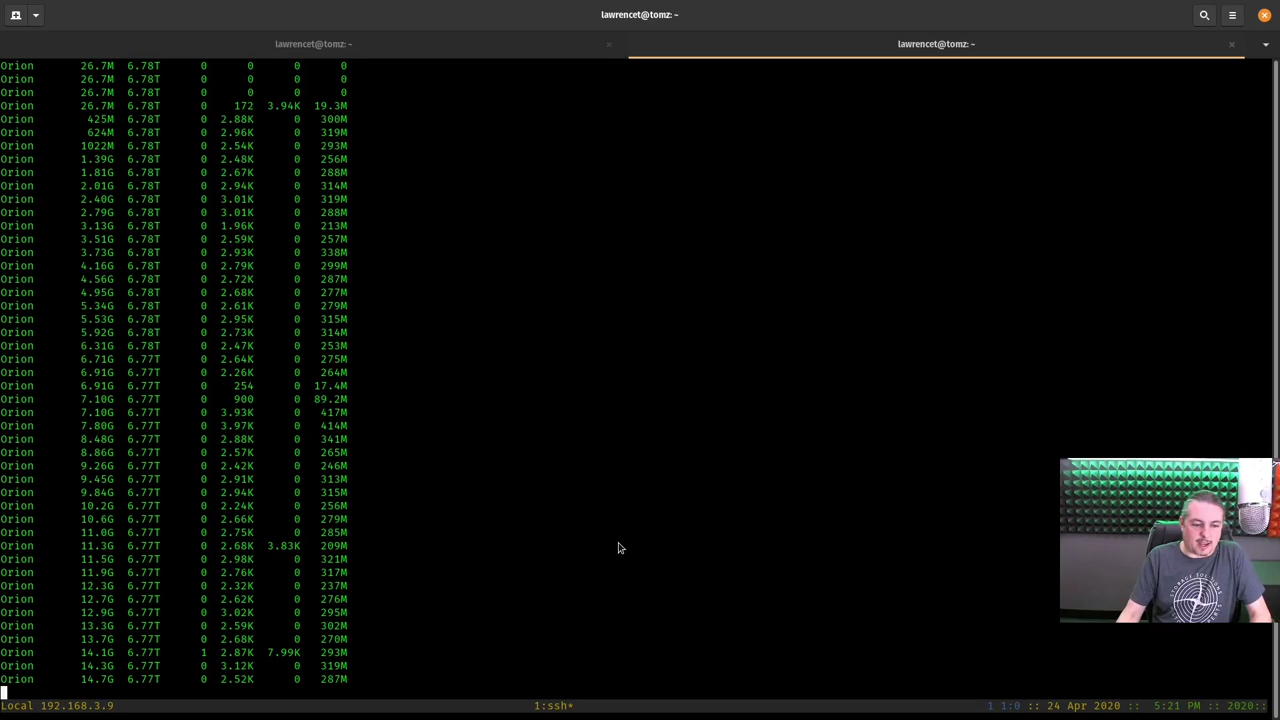 lawrencet@tomz: ~
lawrencet@tomz: ~
lawrencet@tomz: ~
Orion 26.7M 6.78T 0 0 0 0
Orion 26.7M 6.78T 0 0 0 0
Orion 26.7M 6.78T 0 0 0 0
Orion 26.7M 6.78T 0 172 3.94K 19.3M
Orion 425M 6.78T 0 2.88K 0 300M
Orion 624M 6.78T 0 2.96K 0 319M
Orion 1022M 6.78T 0 2.54K 0 293M
Orion 1.39G 6.78T 0 2.48K 0 256M
Orion 1.81G 6.78T 0 2.67K 0 288M
Orion 2.01G 6.78T 0 2.94K 0 314M
Orion 2.40G 6.78T 0 3.01K 0 319M
Orion 2.79G 6.78T 0 3.01K 0 288M
Orion 3.13G 6.78T 0 1.96K 0 213M
Orion 3.51G 6.78T 0 2.59K 0 257M
Orion 3.73G 6.78T 0 2.93K 0 338M
Orion 4.16G 6.78T 0 2.79K 0 299M
Orion 4.56G 6.78T 0 2.72K 0 287M
Orion 4.95G 6.78T 0 2.68K 0 277M
Orion 5.34G 6.78T 0 2.61K 0 279M
Orion 5.53G 6.78T 0 2.95K 0 315M
Orion 5.92G 6.78T 0 2.73K 0 314M
Orion 6.31G 6.78T 0 2.47K 0 253M
Orion 6.71G 6.77T 0 2.64K 0 275M
Orion 6.91G 6.77T 0 2.26K 0 264M
Orion 6.91G 6.77T 0 254 0 17.4M
Orion 7.10G 6.77T 0 900 0 89.2M
Orion 7.10G 6.77T 0 3.93K 0 417M
Orion 7.80G 6.77T 0 3.97K 0 414M
Orion 8.48G 6.77T 0 2.88K 0 341M
Orion 8.86G 6.77T 0 2.57K 0 265M
Orion 9.26G 6.77T 0 2.42K 0 246M
Orion 9.45G 6.77T 0 2.91K 0 313M
Orion 9.84G 6.77T 0 2.94K 0 315M
Orion 10.2G 6.77T 0 2.24K 0 256M
Orion 10.6G 6.77T 0 2.66K 0 279M
Orion 11.0G 6.77T 0 2.75K 0 285M
Orion 11.3G 6.77T 0 2.68K 3.83K 209M
Orion 11.5G 6.77T 0 2.98K 0 321M
Orion 11.9G 6.77T 0 2.76K 0 317M
Orion 12.3G 6.77T 0 2.32K 0 237M
Orion 12.7G 6.77T 0 2.62K 0 276M
Orion 12.9G 6.77T 0 3.02K 0 295M
Orion 13.3G 6.77T 0 2.59K 0 302M
Orion 13.7G 6.77T 0 2.68K 0 270M
Orion 14.1G 6.77T 1 2.87K 7.99K 293M
Orion 14.3G 6.77T 0 3.12K 0 319M
Orion 14.7G 6.77T 0 2.52K 0 287M
Local 192.168.3.9 1:ssh* 1 1:0 :: 24 Apr 2020 :: 5:21 PM :: 2020::